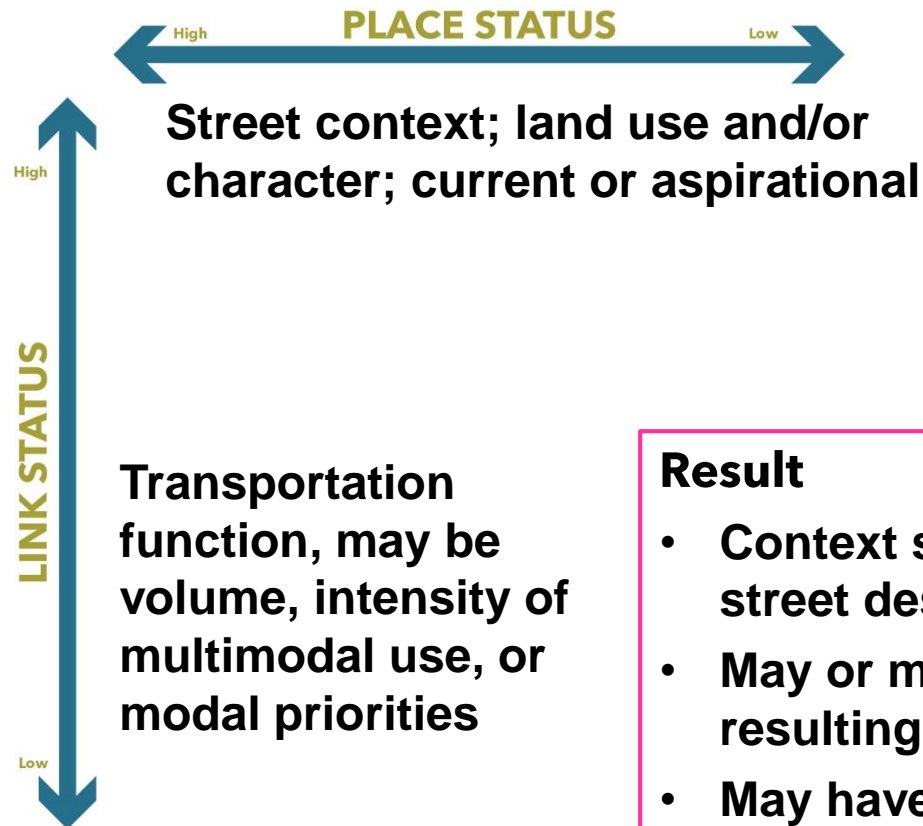 High PLACE STATUS Low
Street context; land use and/or
character; current or aspirational
High
LINK STATUS
Low
Transportation
function, may be
volume, intensity of
multimodal use, or
modal priorities
Result
• Context
street
• May or
resulting
• May have